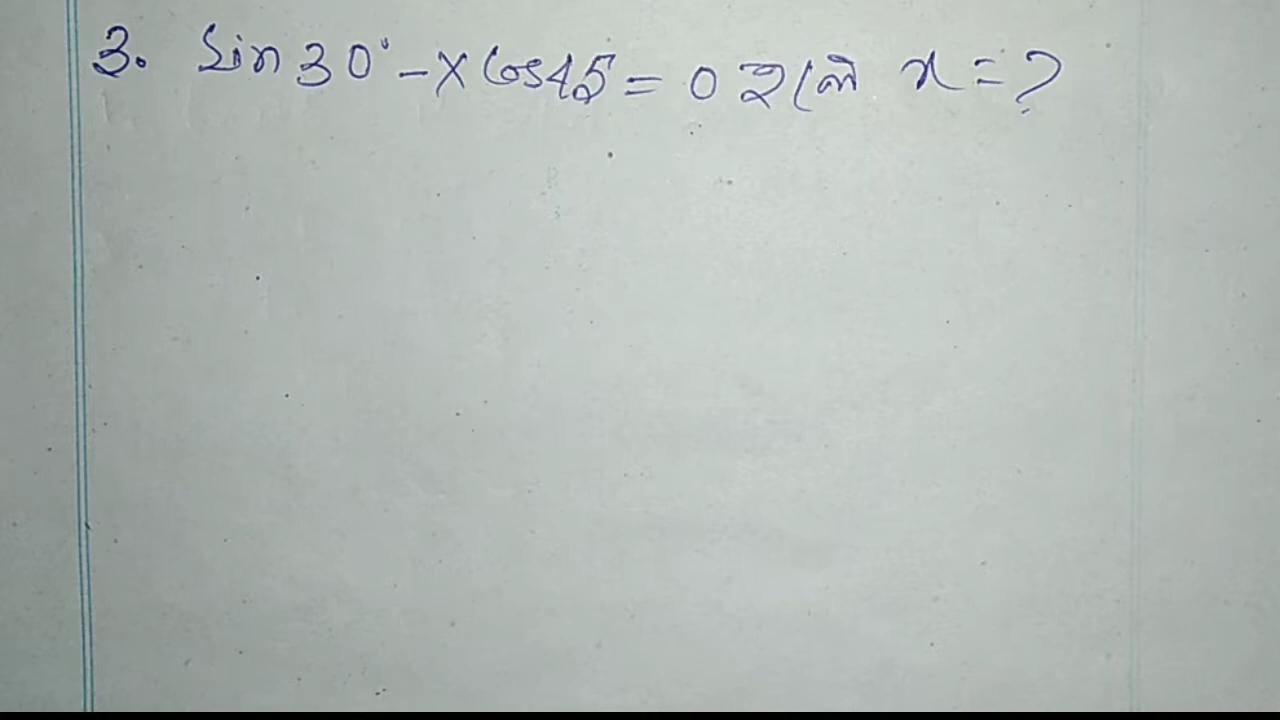 3. Sin 30° - x Cos 45 = 0 হলে x = ?